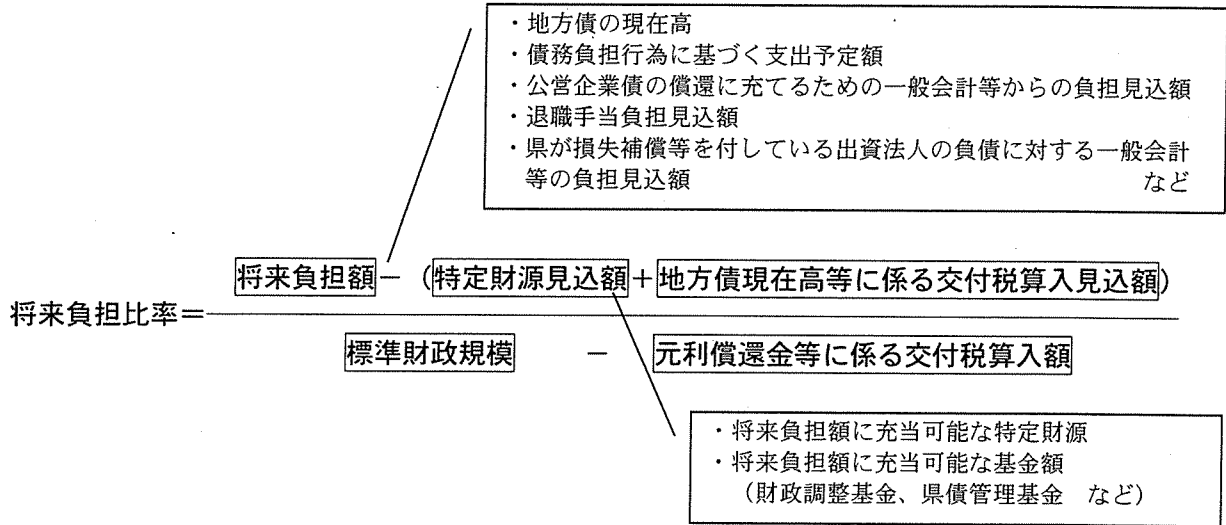 ・地方債の現在高
・債務負担行為に基づく支出予定額
・公営企業債の償還に充てるための一般会計等からの負担見込額
・退職手当負担見込額
・県が損失補償等を付している出資法人の負債に対する一般会計
等の負担見込額 など
将来負担額－（特定財源見込額＋地方債現在高等に係る交付税算入見込額）
将来負担比率＝
標準財政規模 － 元利償還金等に係る交付税算入額
・将来負担額に充当可能な特定財源
・将来負担額に充当可能な基金額
（財政調整基金、県債管理基金 など）